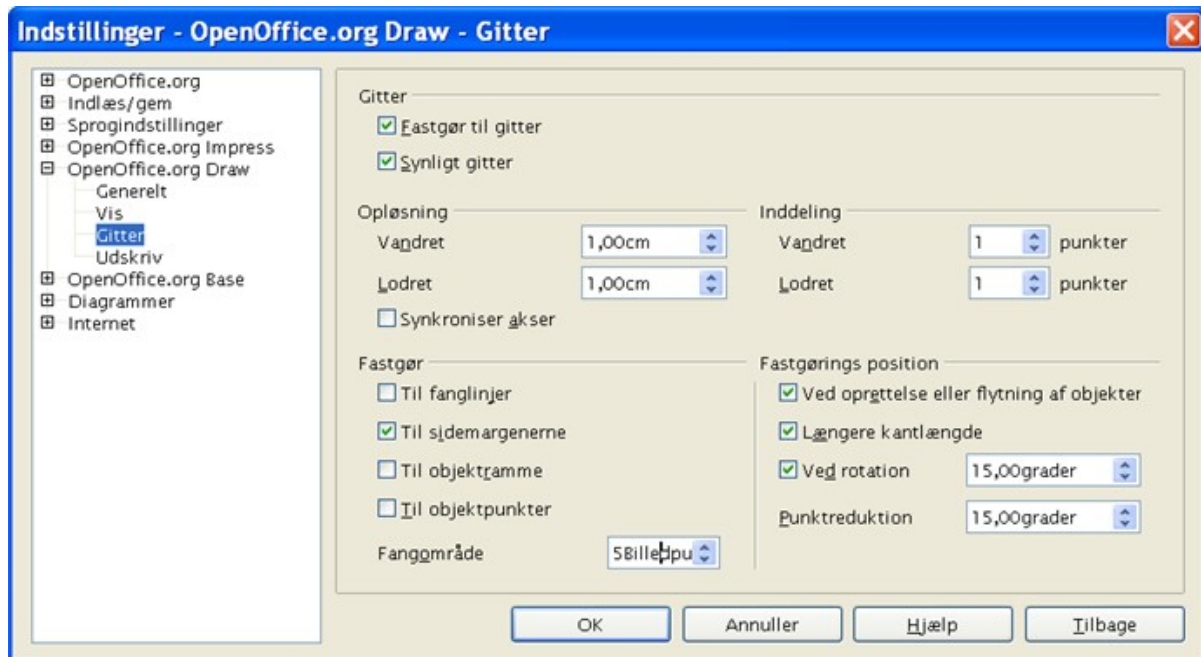 Indstillinger - OpenOffice.org Draw - Gitter
OpenOffice.org
Indlæs/gem
Sprogindstillinger
OpenOffice.org Impress
OpenOffice.org Draw
Generelt
Vis
Gitter
Udskriv
OpenOffice.org Base
Diagrammer
Internet
Gitter
Fastgør til gitter
Synligt gitter
Opløsning
Vandret 1,00cm
Lodret 1,00cm
Synkroniser akser
Inddeling
Vandret 1 punkter
Lodret 1 punkter
Fastgør
Til fanglinjer
Til sidemargenerne
Til objektramme
Til objektpunkter
Fangområde 5Billedpu
Fastgørings position
Ved oprettelse eller flytning af objekter
Længere kantlængde
Ved rotation 15,00grader
Punktreduktion 15,00grader
OK Annuller Hjælp Tilbage